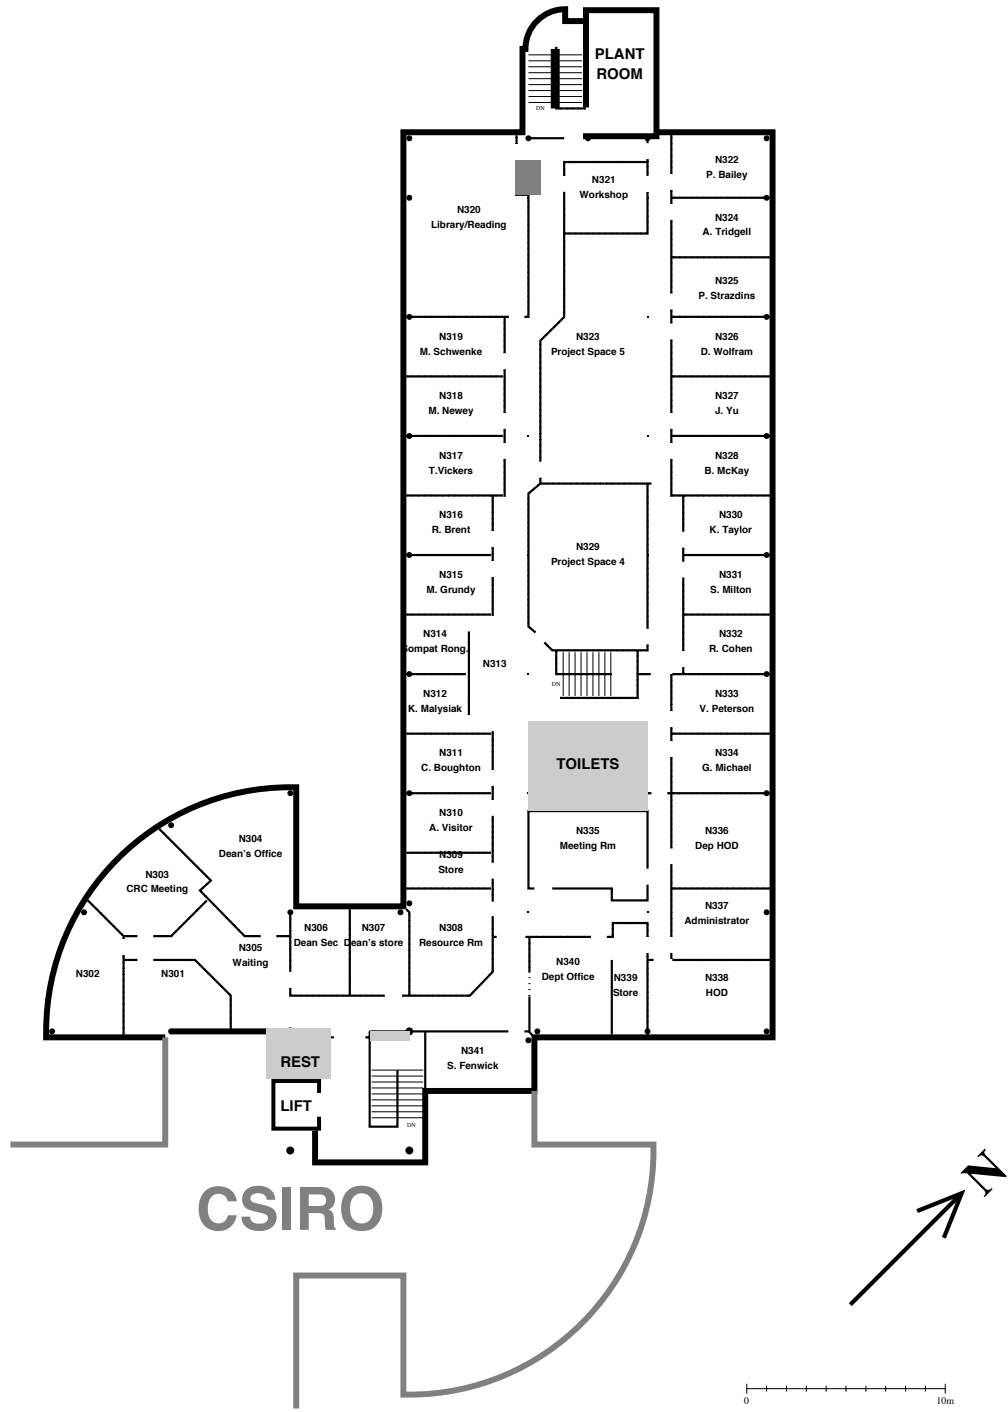 PLANT
ROOM
DN
N322
P. Bailey
N321
Workshop
N320
Library/Reading
N324
A. Tridgell
N325
P. Strazdins
N319
M. Schwenke
N323
Project Space 5
N326
D. Wolfram
N318
M. Newey
N327
J. Yu
N317
T.Vickers
N328
B. McKay
N316
R. Brent
N330
K. Taylor
N329
Project Space 4
N315
M. Grundy
N331
S. Milton
N314
Sompat Rong.
N313
N332
R. Cohen
DN
N312
K. Malysiak
N333
V. Peterson
N311
C. Boughton
TOILETS
N334
G. Michael
N310
A. Visitor
N335
Meeting Rm
N336
Dep HOD
N304
Dean's Office
N309
Store
N303
CRC Meeting
N337
Administrator
N306
Dean Sec
N307
Dean's store
N308
Resource Rm
N305
Waiting
N302
N301
N340
Dept Office
N339
Store
N338
HOD
REST
N341
S. Fenwick
LIFT
DN
CSIRO
N
0 10m